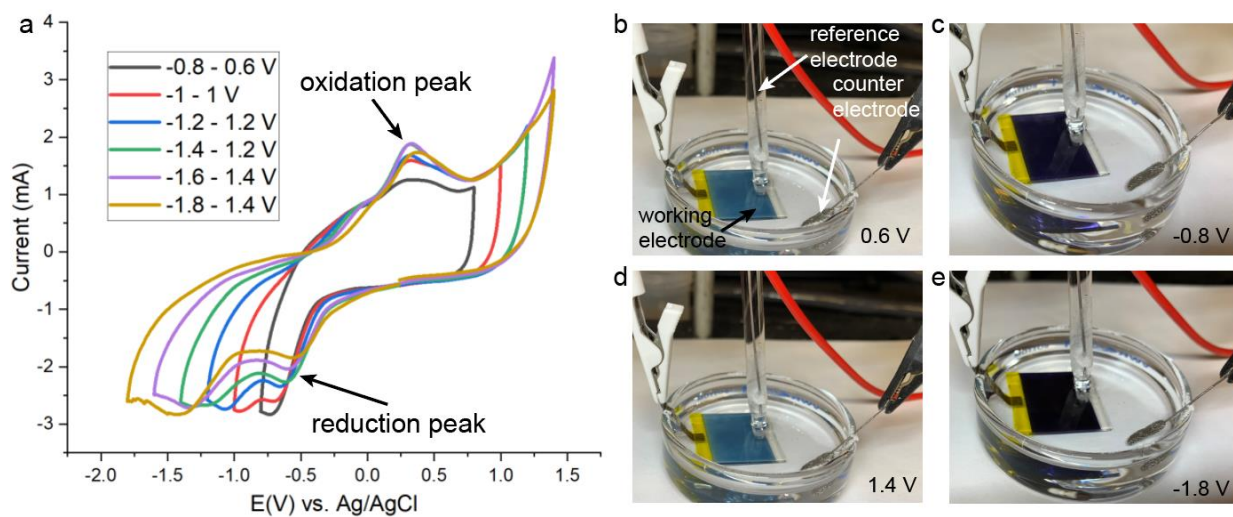 a
4
3
2
1
0
-1
-2
-3
Current (mA)
-2.0
-1.5
-1.0
-0.5
0.0
0.5
1.0
1.5
E(V) vs. Ag/AgCl
-0.8 - 0.6 V
-1 - 1 V
-1.2 - 1.2 V
-1.4 - 1.2 V
-1.6 - 1.4 V
-1.8 - 1.4 V
oxidation peak
reduction peak
b
reference
electrode
counter
electrode
working
electrode
0.6 V
c
-0.8 V
d
1.4 V
e
-1.8 V